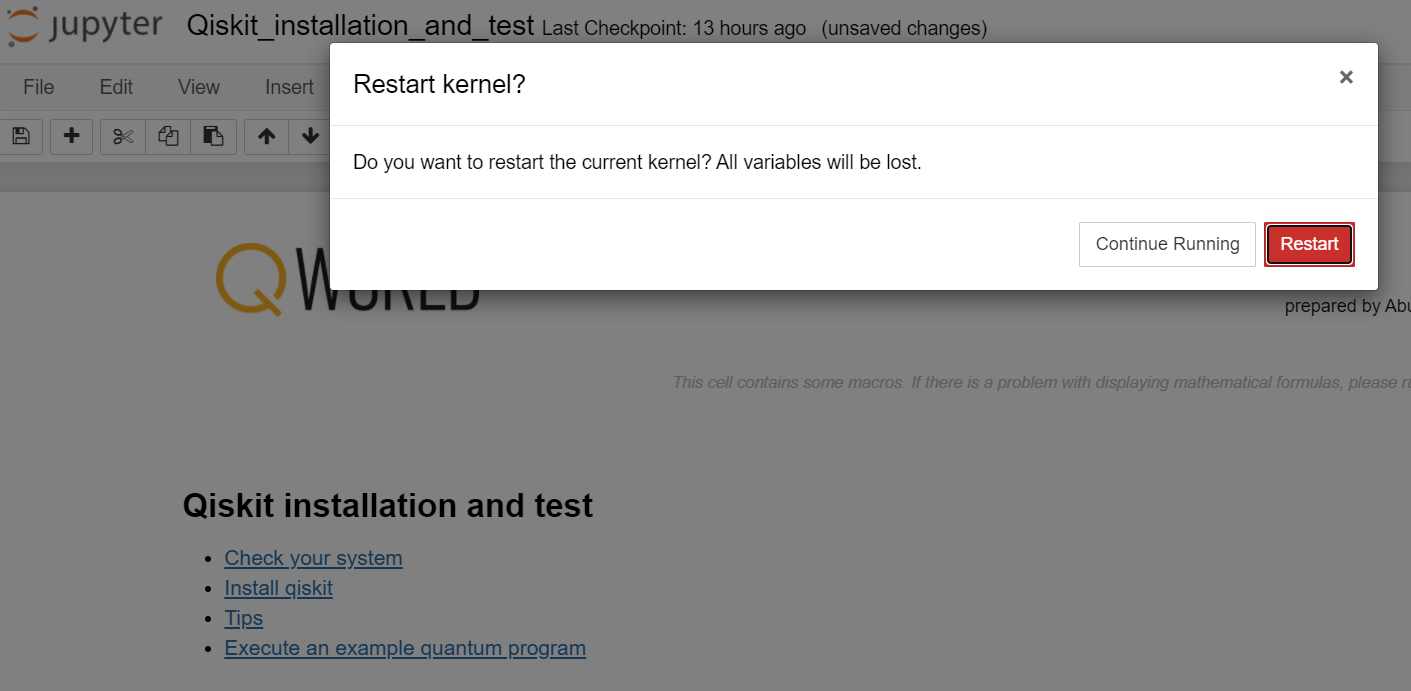 jupyter Qiskit_installation_and_test Last Checkpoint: 13 hours ago (unsaved changes)
File Edit View Insert
Restart kernel?
×
Do you want to restart the current kernel? All variables will be lost.
Continue Running Restart
QWORLD
prepared by Abu
This cell contains some macros. If there is a problem with displaying mathematical formulas, please ru
Qiskit installation and test
• Check your system
• Install qiskit
• Tips
• Execute an example quantum program